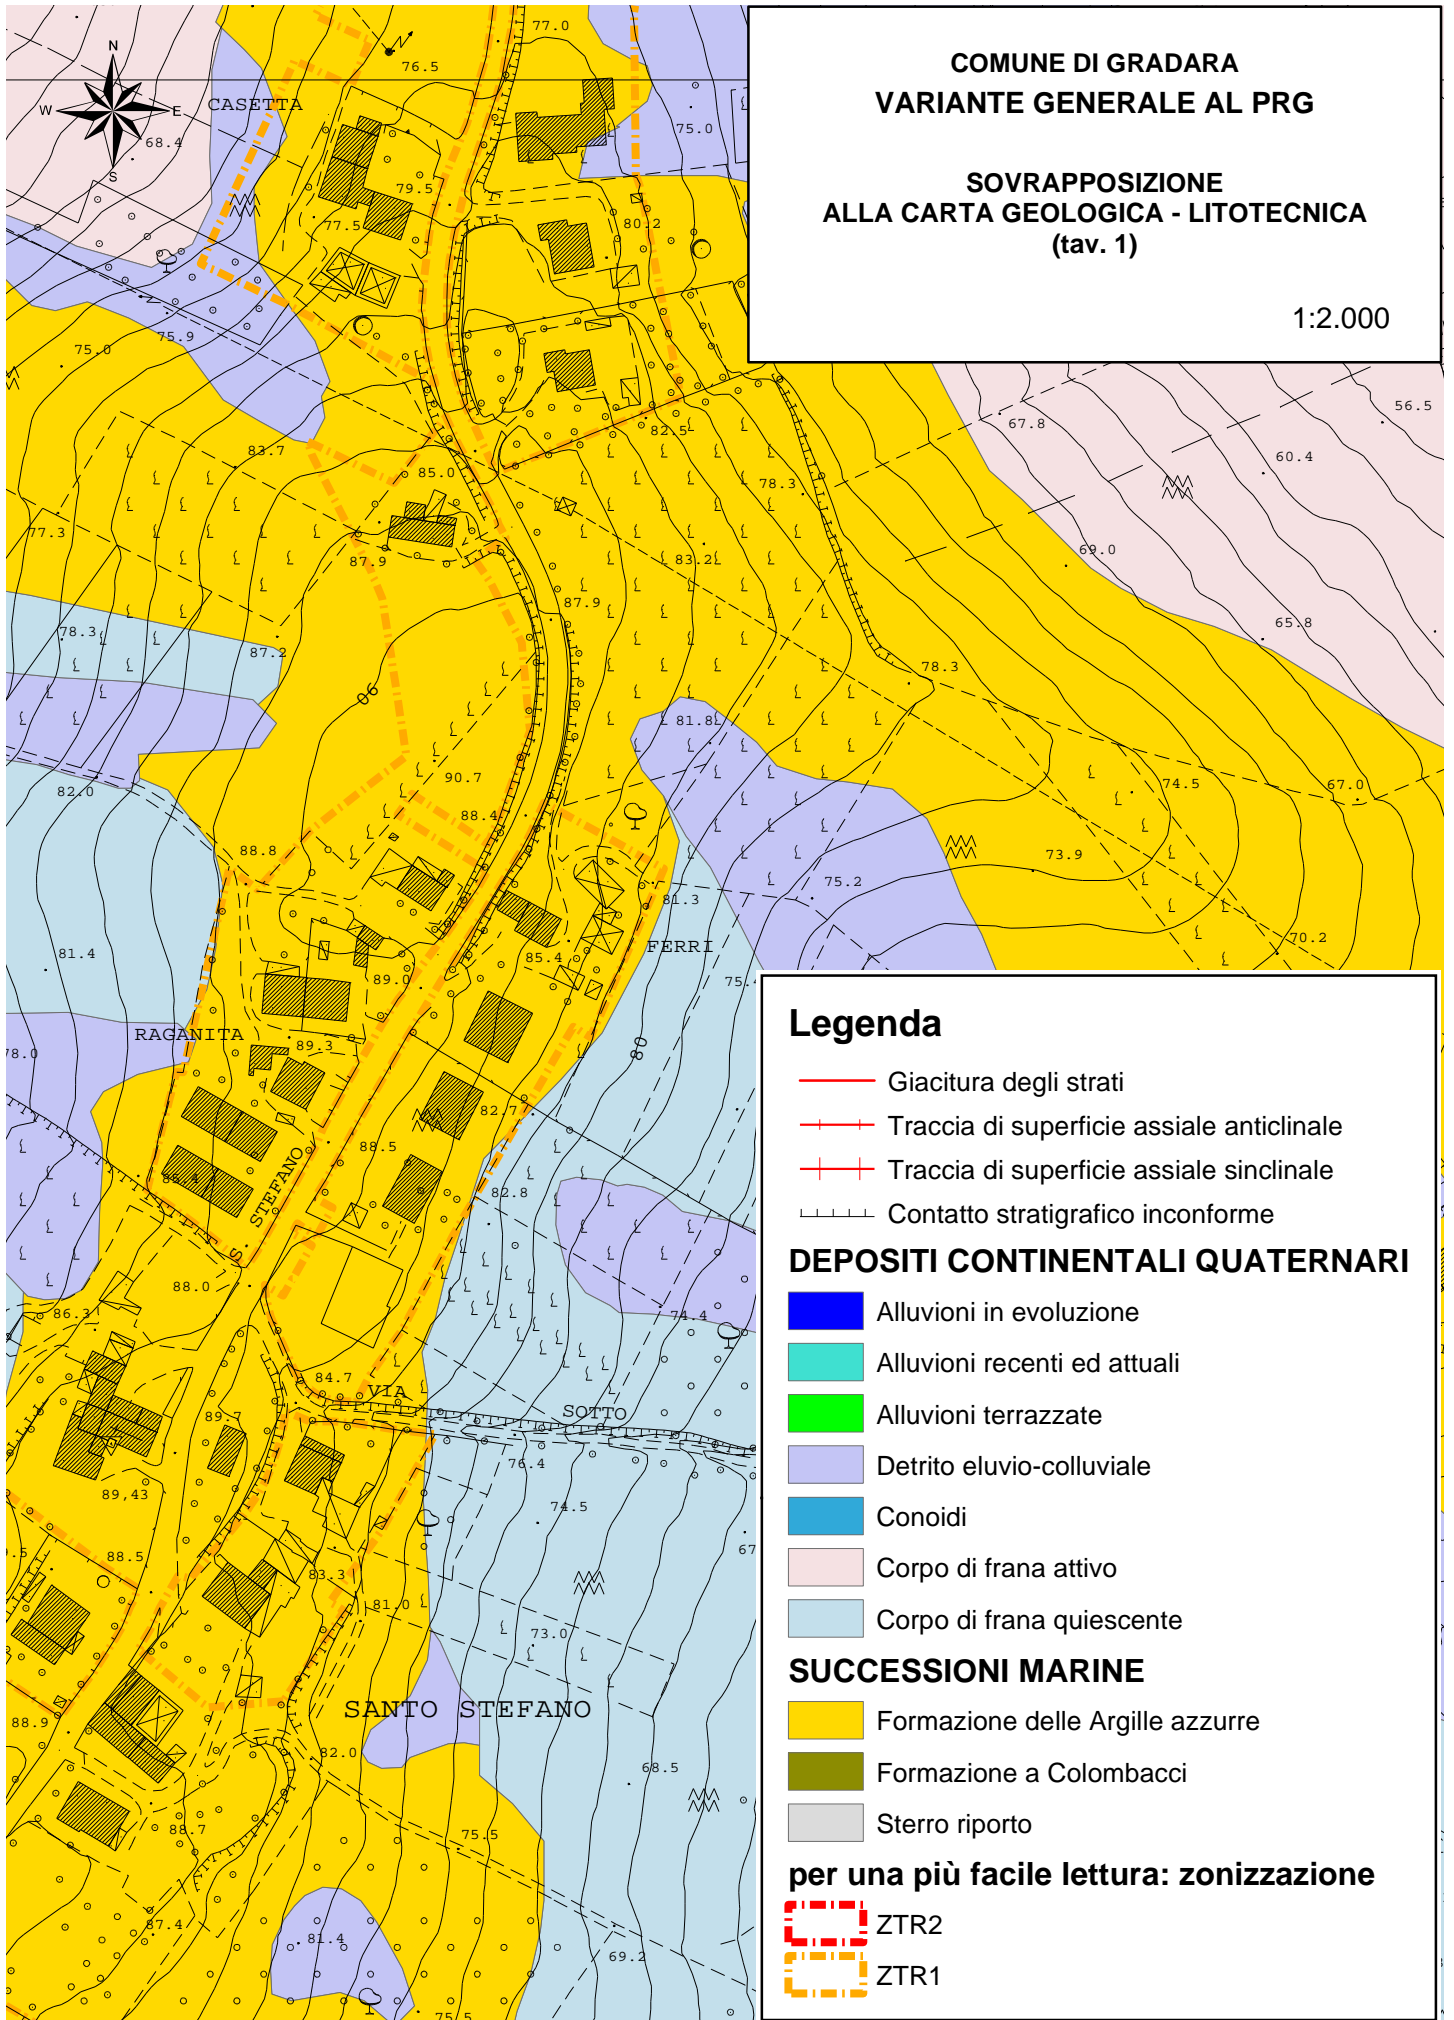 COMUNE DI GRADARA
VARIANTE GENERALE AL PRG
SOVRAPPOSIZIONE
ALLA CARTA GEOLOGICA - LITOTECNICA
(tav. 1)
1:2.000
N
W
E
S
77.0
76.5
CASETTA
68.4
75.0
79.5
77.5
80.2
75.9
75.0
82.5
67.8
56.5
60.4
83.7
85.0
78.3
77.3
87.9
83.2
69.0
87.9
65.8
78.3
87.2
78.3
90
81.8
90.7
74.5
67.0
82.0
88.4
88.8
73.9
75.2
81.3
81.4
FERRI
85.4
70.2
89.0
75.4
RAGANITA
78.0
89.3
80
82.7
88.5
85.4
82.8
S. STEFANO
88.0
86.3
74.4
84.7
VIA
SOTTO
89.7
76.4
89,43
74.5
67
88.5
83.3
81.0
73.0
SANTO STEFANO
88.9
82.0
68.5
88.7
75.5
87.4
81.4
69.2
75.5
Legenda
Giacitura degli strati
Traccia di superficie assiale anticlinale
Traccia di superficie assiale sinclinale
Contatto stratigrafico inconforme
DEPOSITI CONTINENTALI QUATERNARI
Alluvioni in evoluzione
Alluvioni recenti ed attuali
Alluvioni terrazzate
Detrito eluvio-colluviale
Conoidi
Corpo di frana attivo
Corpo di frana quiescente
SUCCESSIONI MARINE
Formazione delle Argille azzurre
Formazione a Colombacci
Sterro riporto
per una più facile lettura: zonizzazione
ZTR2
ZTR1